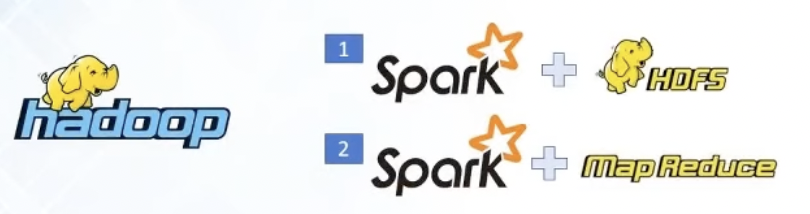 hadoop
1 Spark + HDFS
2 Spark + Map Reduce